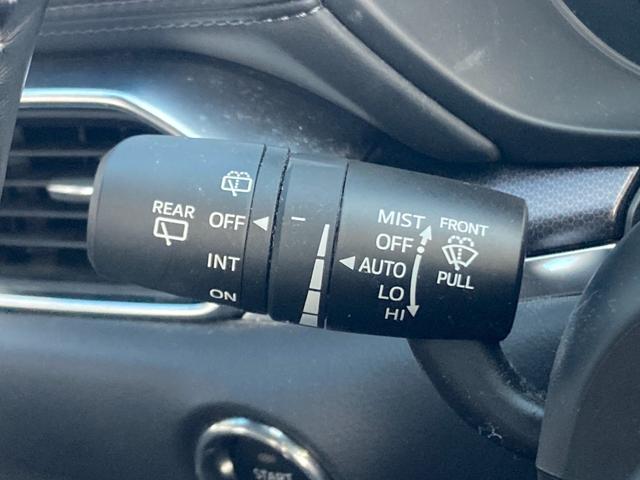 REAR
OFF
INT
ON
MIST
OFF
AUTO
LO
HI
FRONT
PULL
START